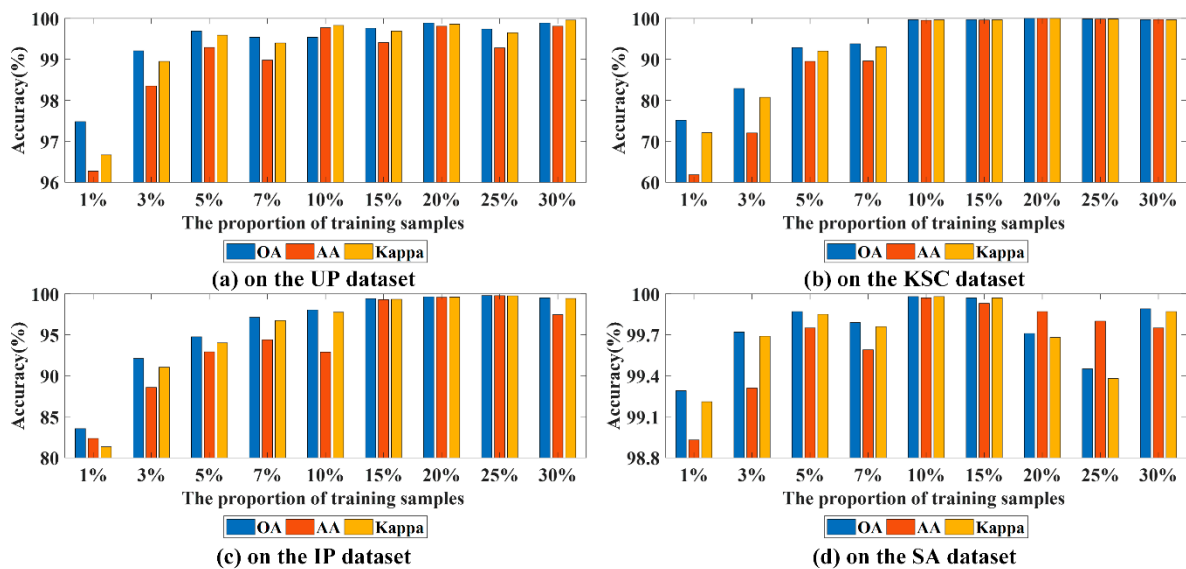 Accuracy(%)
100
99
98
97
96
1% 3% 5% 7% 10% 15% 20% 25% 30%
The proportion of training samples
OA AA Kappa
(a) on the UP dataset
Accuracy(%)
100
90
80
70
60
1% 3% 5% 7% 10% 15% 20% 25% 30%
The proportion of training samples
OA AA Kappa
(b) on the KSC dataset
Accuracy(%)
100
95
90
85
80
1% 3% 5% 7% 10% 15% 20% 25% 30%
The proportion of training samples
OA AA Kappa
(c) on the IP dataset
Accuracy(%)
100
99.7
99.4
99.1
98.8
1% 3% 5% 7% 10% 15% 20% 25% 30%
The proportion of training samples
OA AA Kappa
(d) on the SA dataset